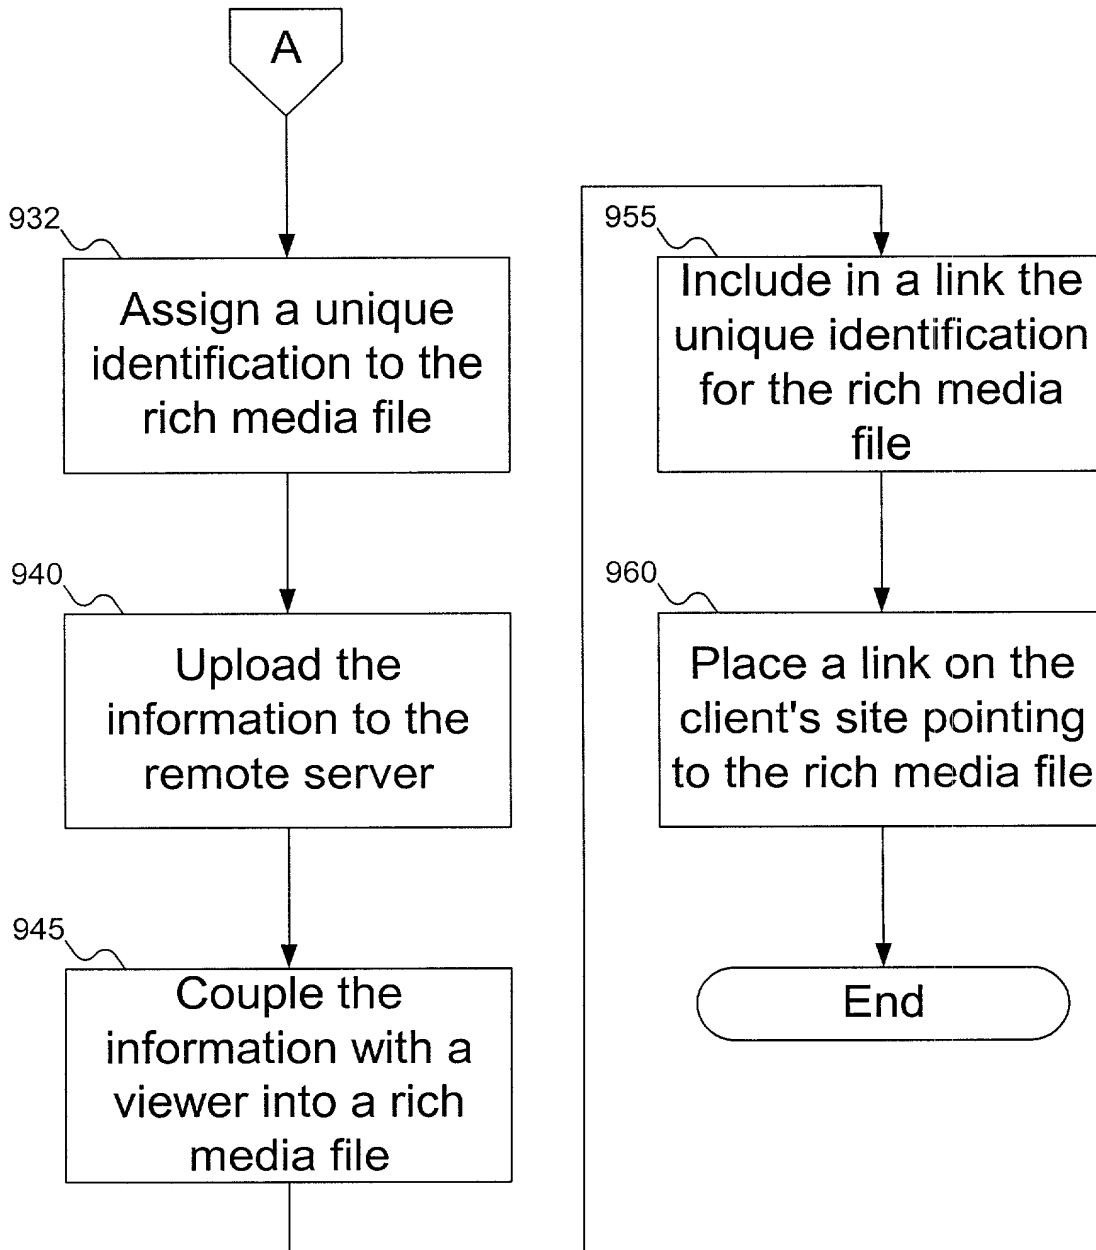 A
932
Assign a unique
identification to the
rich media file
940
Upload the
information to the
remote server
945
Couple the
information with a
viewer into a rich
media file
955
Include in a link the
unique identification
for the rich media
file
960
Place a link on the
client's site pointing
to the rich media file
End